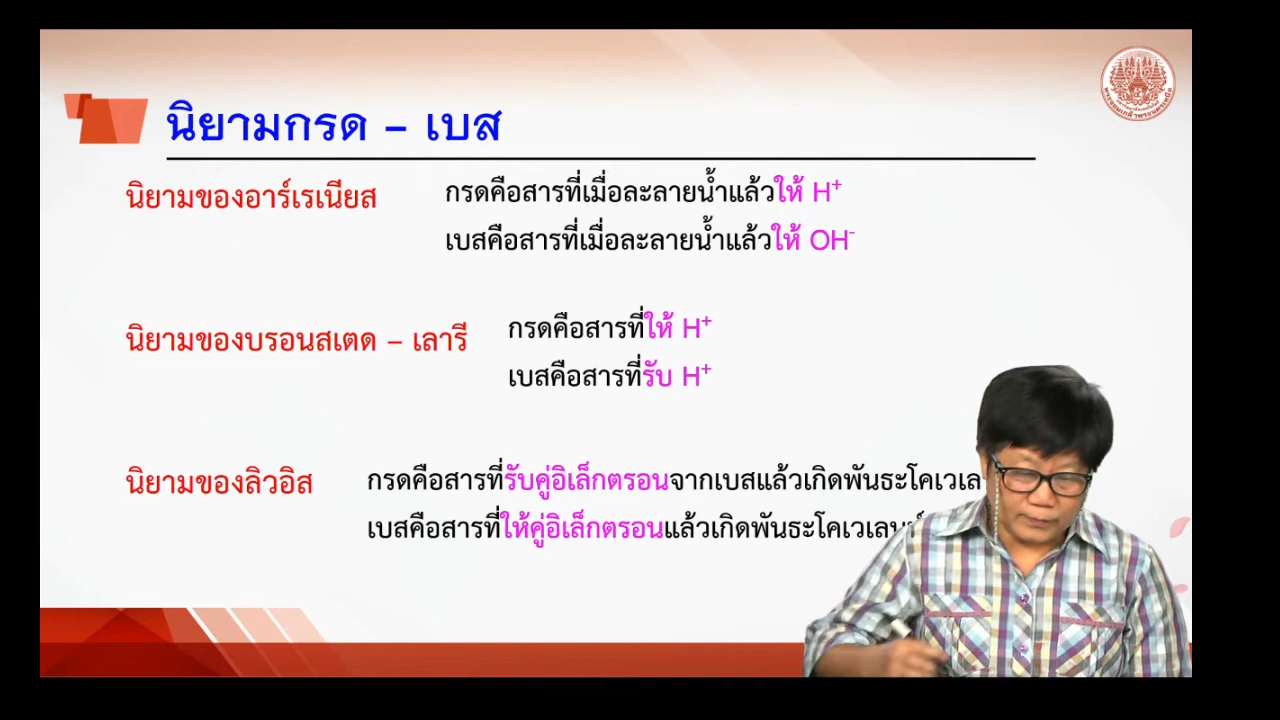 นิยามกรด – เบส
นิยามของอาร์เรเนียส
กรดคือสารที่เมื่อละลายน้ำแล้วให้ H⁺
เบสคือสารที่เมื่อละลายน้ำแล้วให้ OH⁻
นิยามของบรอนสเตด – เลารี
กรดคือสารที่ให้ H⁺
เบสคือสารที่รับ H⁺
นิยามของลิวอิส
กรดคือสารที่รับคู่อิเล็กตรอนจากเบสแล้วเกิดพันธะโคเวเล
เบสคือสารที่ให้คู่อิเล็กตรอนแล้วเกิดพันธะโคเวเลนต์